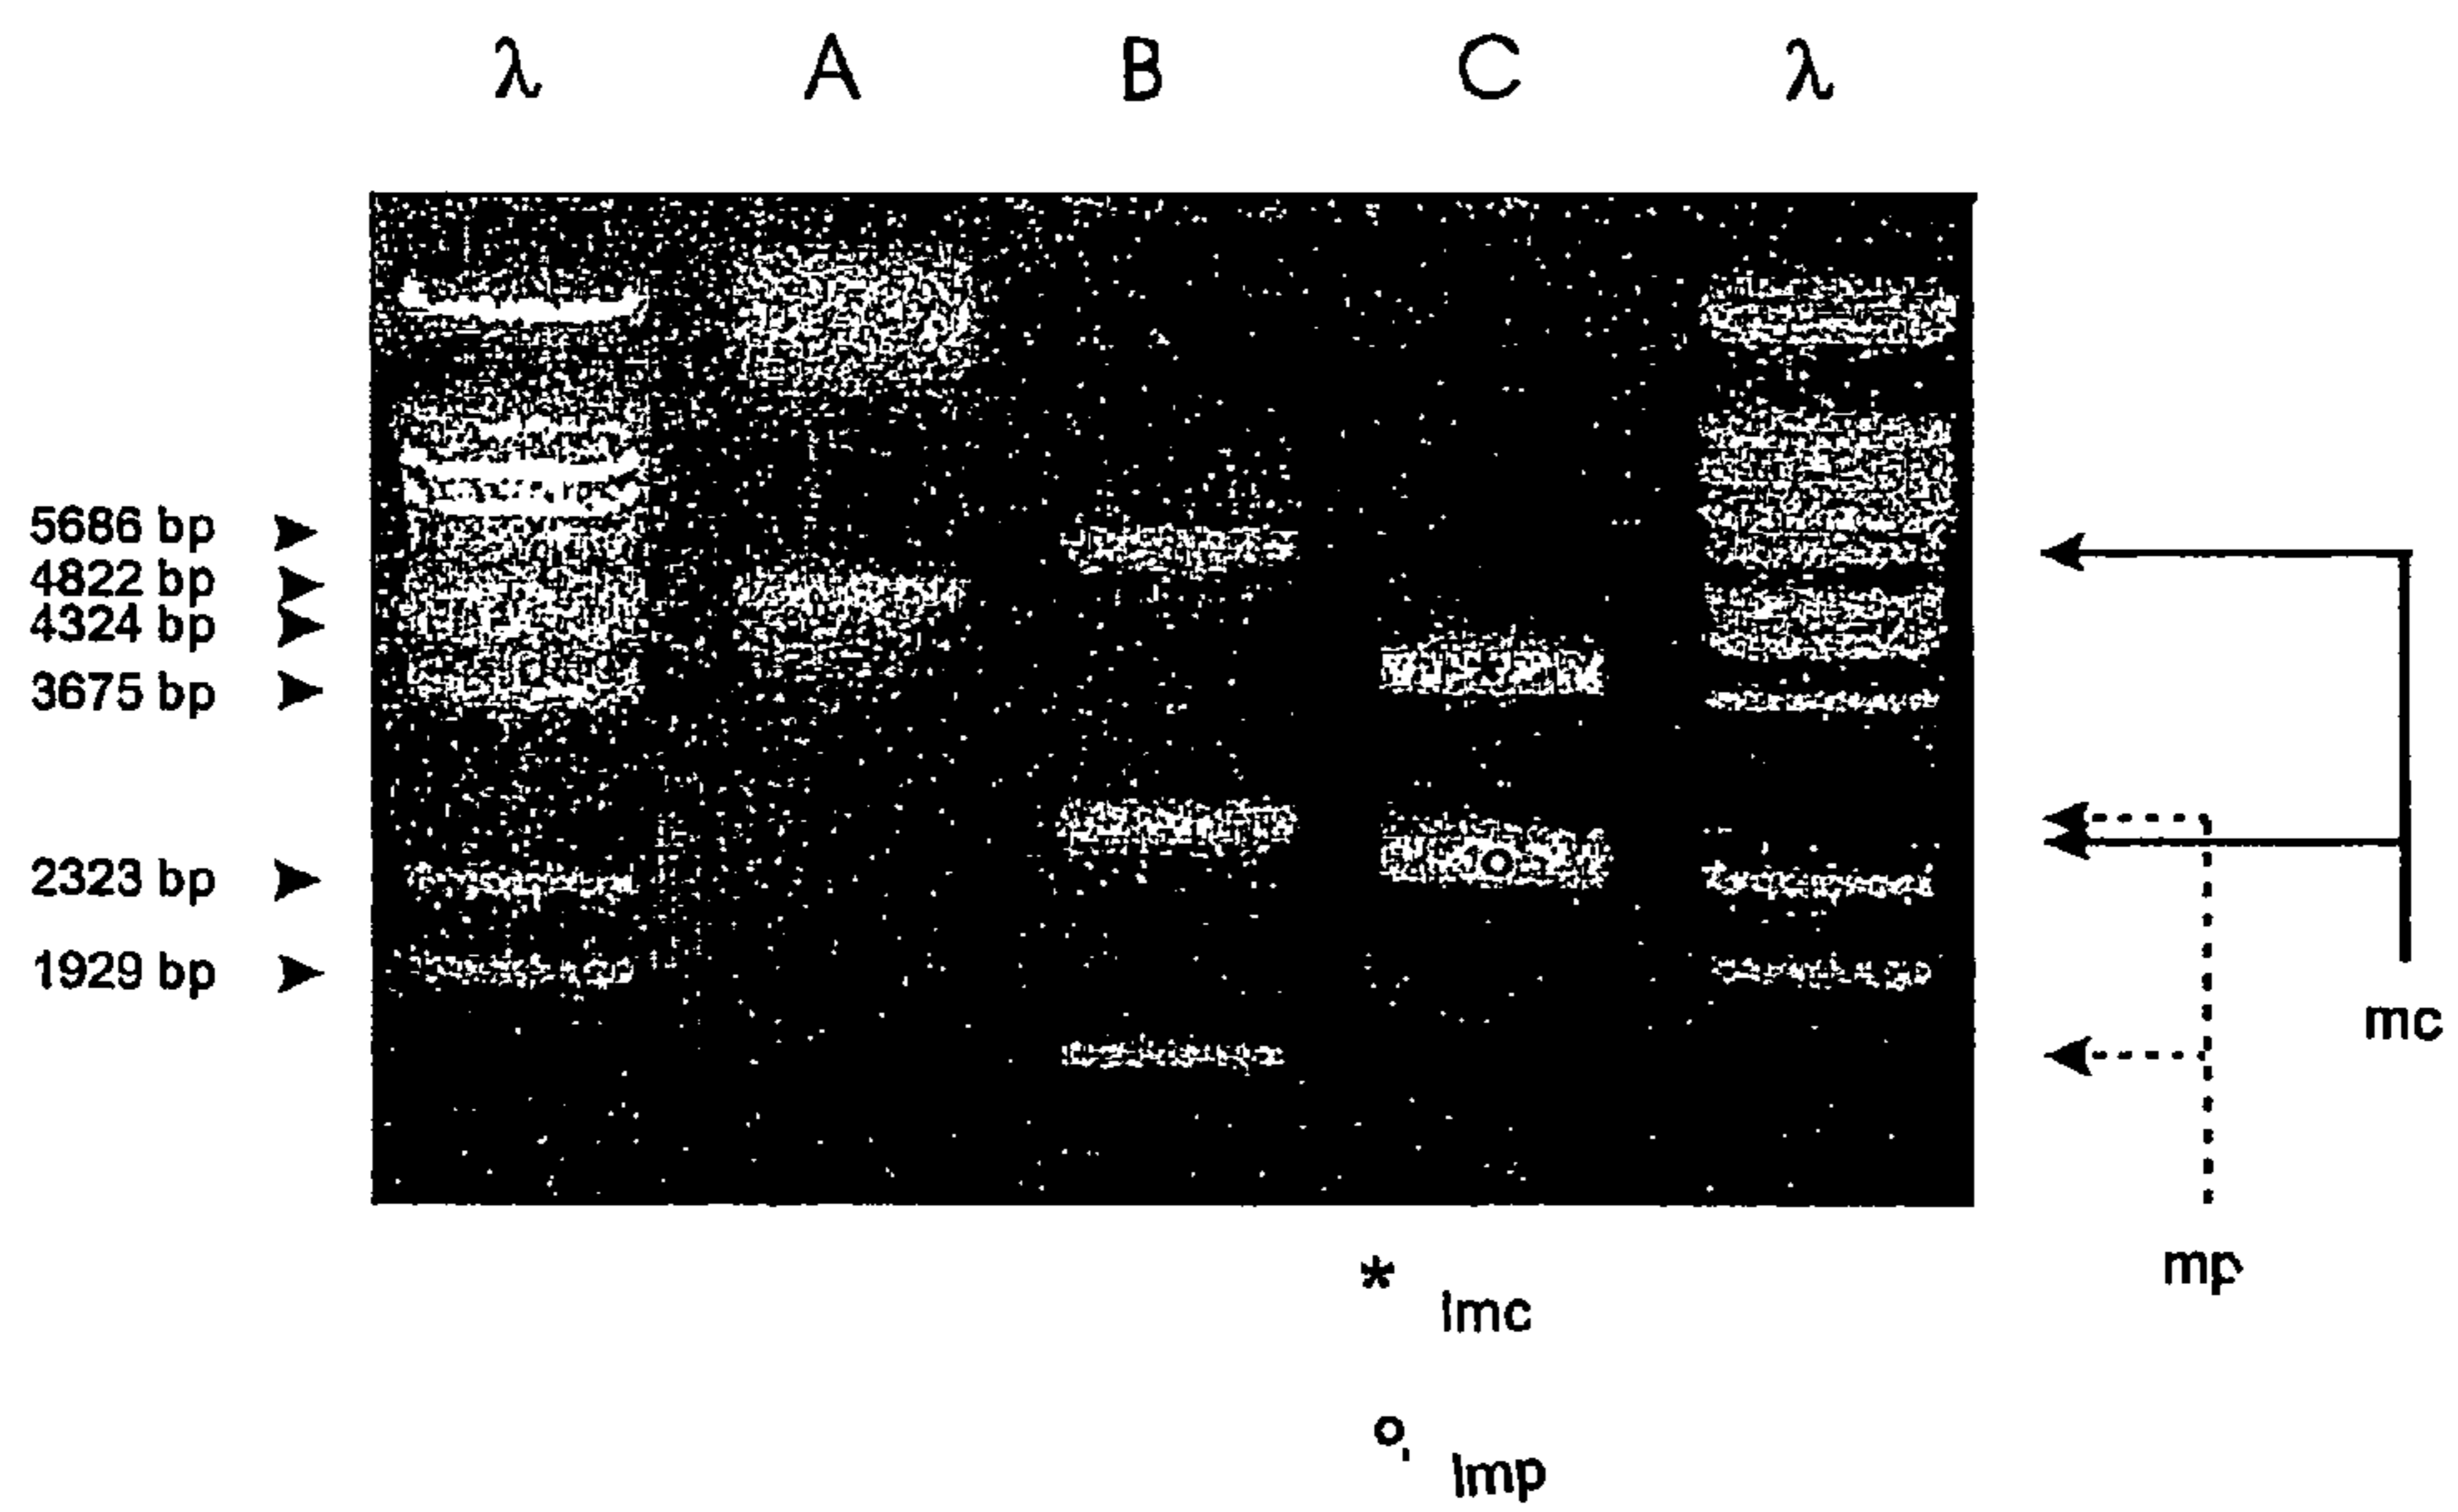 λ A B C λ
5686 bp
4822 bp
4324 bp
3675 bp
2323 bp
1929 bp
mc
mp
* lmc
° lmp